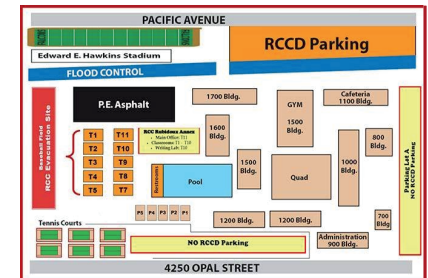 PACIFIC AVENUE
Edward E. Hawkins Stadium
RCCD Parking
FLOOD CONTROL
P.E. Asphalt
1700 Bldg.
GYM
1500
Bldg.
Cafeteria
1100 Bldg.
Baseball Field
RCC Evacuation Site
T1
T11
T2
T10
T3
T9
T4
T8
T5
T7
RCC Rubidoux Annex
Main Office: T11
Classrooms: T1 - T10
Writing Lab: T10
1600
Bldg.
1500
Bldg.
Restrooms
Pool
Quad
1000
Bldg.
800
Bldg.
Parking Lot A
NO RCCD Parking
P5
P4
P3
P2
P1
1200 Bldg.
1200 Bldg.
700
Bldg
Tennis Courts
NO RCCD Parking
Administration
900 Bldg.
4250 OPAL STREET